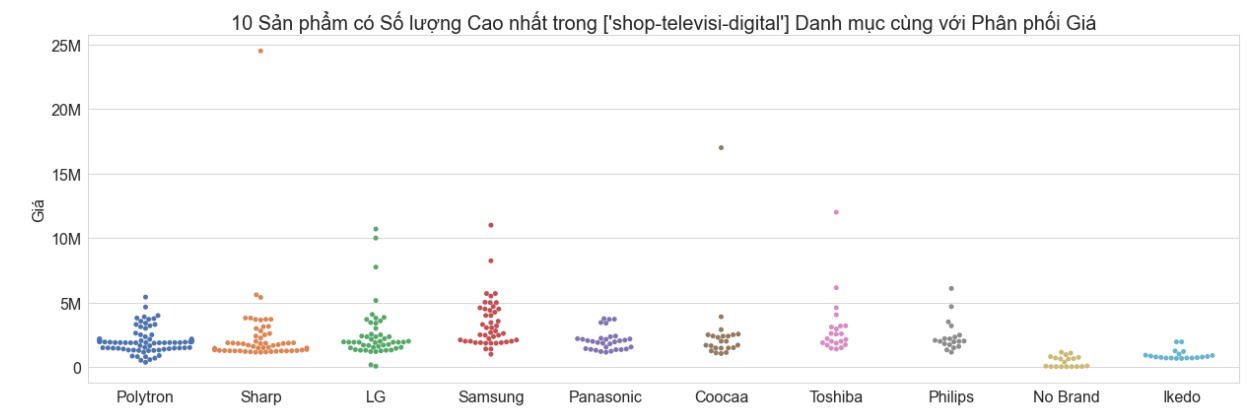 10 Sản phẩm có Số lượng Cao nhất trong ['shop-televisi-digital'] Danh mục cùng với Phân phối Giá
25M
20M
15M
10M
5M
0
Giá
Polytron Sharp LG Samsung Panasonic Coocaa Toshiba Philips No Brand Ikedo